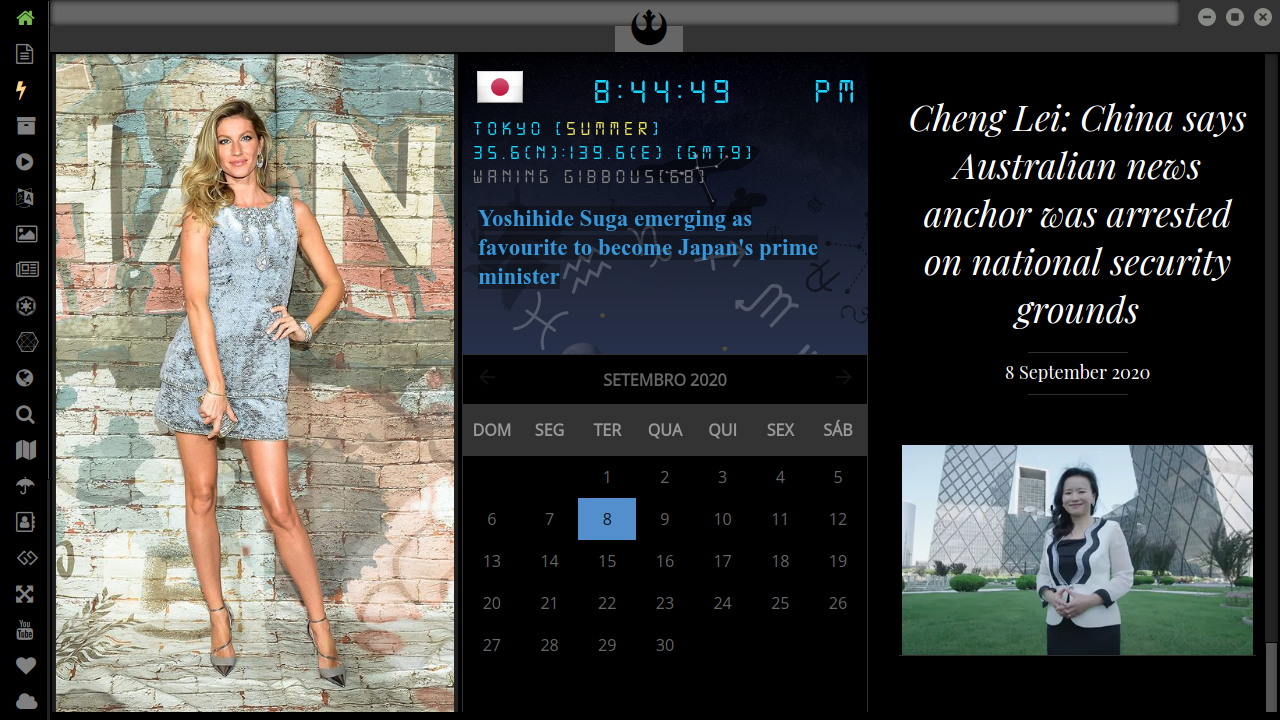 8:44:49 PM
TOKYO (SUMMER)
35.6(N):139.6(E) (GMT9)
WANING GIBBOUS(68)
Yoshihide Suga emerging as
favourite to become Japan's prime
minister
SETEMBRO 2020
DOM SEG TER QUA QUI SEX SÁB
1 2 3 4 5
6 7 8 9 10 11 12
13 14 15 16 17 18 19
20 21 22 23 24 25 26
27 28 29 30
Cheng Lei: China says
Australian news
anchor was arrested
on national security
grounds
8 September 2020
You
Tube